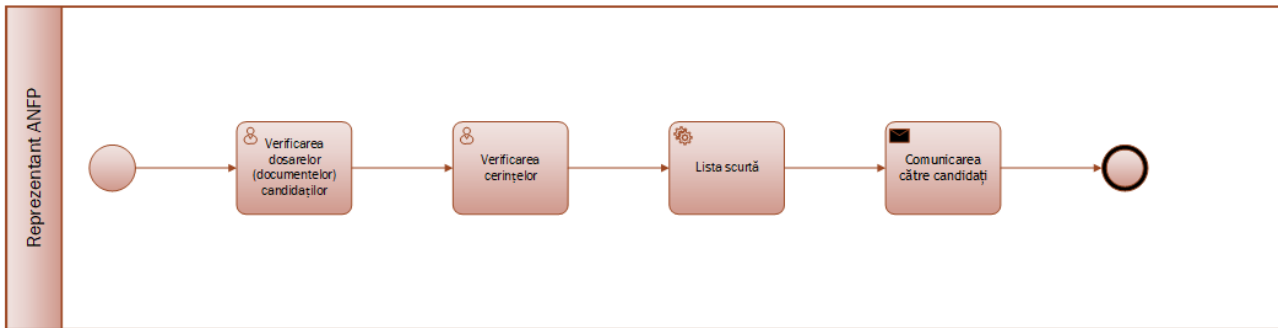 Reprezentant ANFP
Verificarea
dosarelor
(documentelor)
candidaților
Verificarea
cerințelor
Lista scurtă
Comunicarea
către candidați